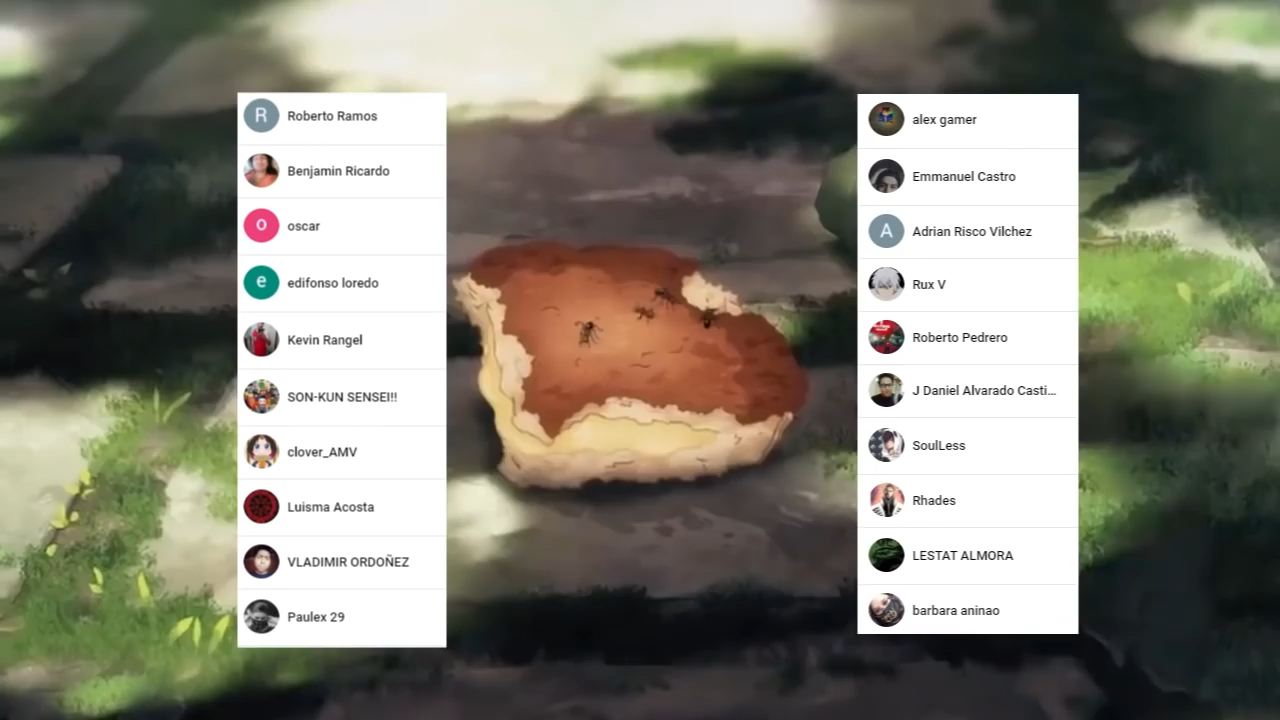 R
Roberto Ramos
Benjamin Ricardo
o
oscar
e
edifonso loredo
Kevin Rangel
SON-KUN SENSEI!!
clover_AMV
Luisma Acosta
VLADIMIR ORDOÑEZ
Paulex 29
alex gamer
Emmanuel Castro
A
Adrian Risco Vilchez
Rux V
Roberto Pedrero
J Daniel Alvarado Casti...
SoulLess
Rhades
LESTAT ALMORA
barbara aninao